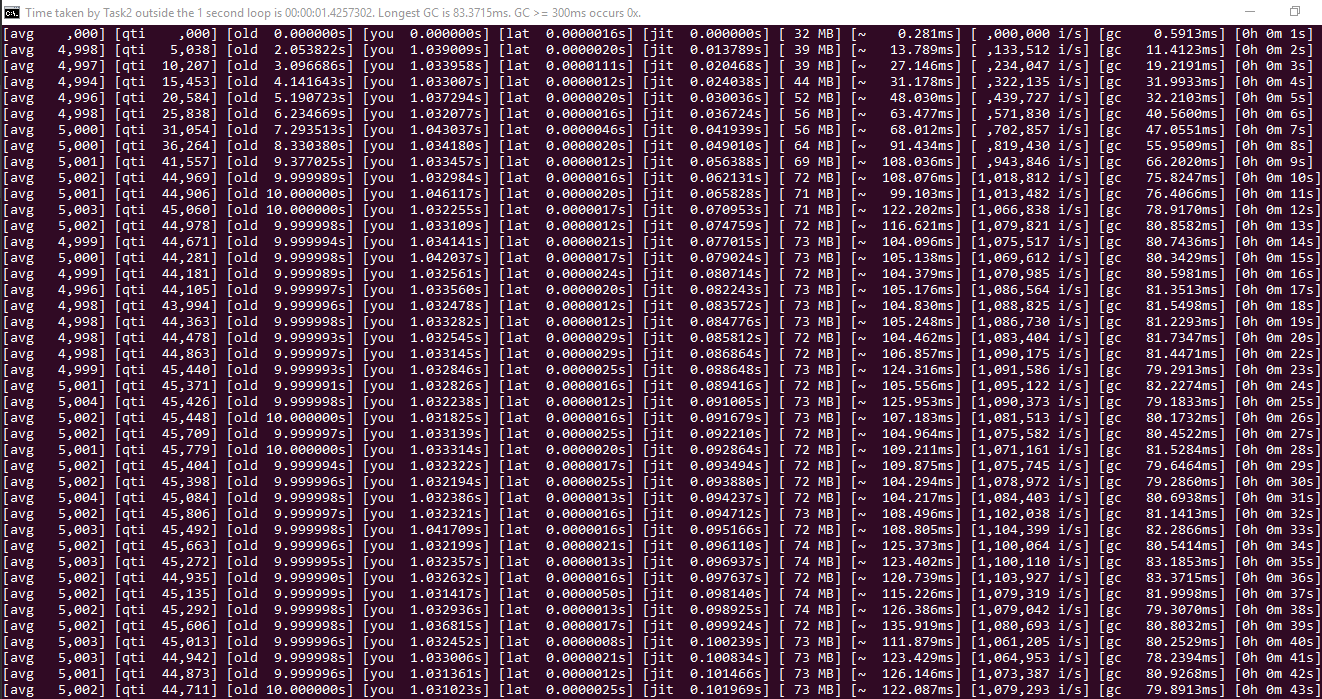 Time taken by Task2 outside the 1 second loop is 00:00:01.4257302. Longest GC is 83.3715ms. GC >= 300ms occurs 0x.
[avg ,000] [qti ,000] [old 0.000000s] [you 0.000000s] [lat 0.0000016s] [jit 0.000000s] [ 32 MB] [~ 0.281ms] [ ,000,000 i/s] [gc 0.5913ms] [0h 0m 1s]
[avg 4,998] [qti 5,038] [old 2.053822s] [you 1.039009s] [lat 0.0000020s] [jit 0.013789s] [ 39 MB] [~ 13.789ms] [ ,133,512 i/s] [gc 11.4123ms] [0h 0m 2s]
[avg 4,997] [qti 10,207] [old 3.096686s] [you 1.033958s] [lat 0.0000111s] [jit 0.020468s] [ 39 MB] [~ 27.146ms] [ ,234,047 i/s] [gc 19.2191ms] [0h 0m 3s]
[avg 4,994] [qti 15,453] [old 4.141643s] [you 1.033007s] [lat 0.0000012s] [jit 0.024038s] [ 44 MB] [~ 31.178ms] [ ,322,135 i/s] [gc 31.9933ms] [0h 0m 4s]
[avg 4,996] [qti 20,584] [old 5.190723s] [you 1.037294s] [lat 0.0000020s] [jit 0.030036s] [ 52 MB] [~ 48.030ms] [ ,439,727 i/s] [gc 32.2103ms] [0h 0m 5s]
[avg 4,998] [qti 25,838] [old 6.234669s] [you 1.032077s] [lat 0.0000016s] [jit 0.036724s] [ 56 MB] [~ 63.477ms] [ ,571,830 i/s] [gc 40.5600ms] [0h 0m 6s]
[avg 5,000] [qti 31,054] [old 7.293513s] [you 1.043037s] [lat 0.0000046s] [jit 0.041939s] [ 56 MB] [~ 68.012ms] [ ,702,857 i/s] [gc 47.0551ms] [0h 0m 7s]
[avg 5,000] [qti 36,264] [old 8.330380s] [you 1.034180s] [lat 0.0000020s] [jit 0.049010s] [ 64 MB] [~ 91.434ms] [ ,819,430 i/s] [gc 55.9509ms] [0h 0m 8s]
[avg 5,001] [qti 41,557] [old 9.377025s] [you 1.033457s] [lat 0.0000012s] [jit 0.056388s] [ 69 MB] [~ 108.036ms] [ ,943,846 i/s] [gc 66.2020ms] [0h 0m 9s]
[avg 5,002] [qti 44,969] [old 9.999989s] [you 1.032984s] [lat 0.0000016s] [jit 0.062131s] [ 72 MB] [~ 108.076ms] [1,018,812 i/s] [gc 75.8247ms] [0h 0m 10s]
[avg 5,001] [qti 44,906] [old 10.000000s] [you 1.046117s] [lat 0.0000020s] [jit 0.065828s] [ 71 MB] [~ 99.103ms] [1,013,482 i/s] [gc 76.4066ms] [0h 0m 11s]
[avg 5,003] [qti 45,060] [old 10.000000s] [you 1.032255s] [lat 0.0000017s] [jit 0.070953s] [ 71 MB] [~ 122.202ms] [1,066,838 i/s] [gc 78.9170ms] [0h 0m 12s]
[avg 5,002] [qti 44,978] [old 9.999998s] [you 1.033109s] [lat 0.0000012s] [jit 0.074759s] [ 72 MB] [~ 116.621ms] [1,079,821 i/s] [gc 80.8582ms] [0h 0m 13s]
[avg 4,999] [qti 44,671] [old 9.999994s] [you 1.034141s] [lat 0.0000021s] [jit 0.077015s] [ 73 MB] [~ 104.096ms] [1,075,517 i/s] [gc 80.7436ms] [0h 0m 14s]
[avg 5,000] [qti 44,281] [old 9.999998s] [you 1.042037s] [lat 0.0000017s] [jit 0.079024s] [ 73 MB] [~ 105.138ms] [1,069,612 i/s] [gc 80.3429ms] [0h 0m 15s]
[avg 4,999] [qti 44,181] [old 9.999989s] [you 1.032561s] [lat 0.0000024s] [jit 0.080714s] [ 72 MB] [~ 104.379ms] [1,070,985 i/s] [gc 80.5981ms] [0h 0m 16s]
[avg 4,996] [qti 44,105] [old 9.999997s] [you 1.033560s] [lat 0.0000020s] [jit 0.082243s] [ 73 MB] [~ 105.176ms] [1,086,564 i/s] [gc 81.3513ms] [0h 0m 17s]
[avg 4,998] [qti 43,994] [old 9.999996s] [you 1.032478s] [lat 0.0000012s] [jit 0.083572s] [ 73 MB] [~ 104.830ms] [1,088,825 i/s] [gc 81.5498ms] [0h 0m 18s]
[avg 4,998] [qti 44,363] [old 9.999998s] [you 1.033282s] [lat 0.0000012s] [jit 0.084776s] [ 73 MB] [~ 105.248ms] [1,086,730 i/s] [gc 81.2293ms] [0h 0m 19s]
[avg 4,998] [qti 44,478] [old 9.999993s] [you 1.032545s] [lat 0.0000029s] [jit 0.085812s] [ 72 MB] [~ 104.462ms] [1,083,404 i/s] [gc 81.7347ms] [0h 0m 20s]
[avg 4,998] [qti 44,863] [old 9.999997s] [you 1.033145s] [lat 0.0000029s] [jit 0.086864s] [ 72 MB] [~ 106.857ms] [1,090,175 i/s] [gc 81.4471ms] [0h 0m 22s]
[avg 4,999] [qti 45,440] [old 9.999993s] [you 1.032846s] [lat 0.0000025s] [jit 0.088648s] [ 73 MB] [~ 124.316ms] [1,091,586 i/s] [gc 79.2913ms] [0h 0m 23s]
[avg 5,001] [qti 45,371] [old 9.999993s] [you 1.032826s] [lat 0.0000016s] [jit 0.089416s] [ 72 MB] [~ 105.556ms] [1,095,122 i/s] [gc 82.2274ms] [0h 0m 24s]
[avg 5,004] [qti 45,426] [old 9.999998s] [you 1.032238s] [lat 0.0000012s] [jit 0.091005s] [ 73 MB] [~ 125.953ms] [1,090,373 i/s] [gc 79.1833ms] [0h 0m 25s]
[avg 5,002] [qti 45,448] [old 10.000000s] [you 1.031825s] [lat 0.0000016s] [jit 0.091679s] [ 73 MB] [~ 107.183ms] [1,081,513 i/s] [gc 80.1732ms] [0h 0m 26s]
[avg 5,002] [qti 45,709] [old 9.999997s] [you 1.033139s] [lat 0.0000025s] [jit 0.092210s] [ 72 MB] [~ 104.964ms] [1,075,582 i/s] [gc 80.4522ms] [0h 0m 27s]
[avg 5,001] [qti 45,779] [old 10.000000s] [you 1.033314s] [lat 0.0000020s] [jit 0.092864s] [ 72 MB] [~ 109.211ms] [1,071,161 i/s] [gc 81.5284ms] [0h 0m 28s]
[avg 5,002] [qti 45,404] [old 9.999994s] [you 1.032322s] [lat 0.0000017s] [jit 0.093494s] [ 72 MB] [~ 109.875ms] [1,075,745 i/s] [gc 79.6464ms] [0h 0m 29s]
[avg 5,002] [qti 45,398] [old 9.999996s] [you 1.032194s] [lat 0.0000025s] [jit 0.093880s] [ 72 MB] [~ 104.294ms] [1,078,972 i/s] [gc 79.2860ms] [0h 0m 30s]
[avg 5,004] [qti 45,084] [old 9.999998s] [you 1.032386s] [lat 0.0000013s] [jit 0.094237s] [ 72 MB] [~ 104.217ms] [1,084,403 i/s] [gc 80.6938ms] [0h 0m 31s]
[avg 5,002] [qti 45,806] [old 9.999997s] [you 1.032321s] [lat 0.0000016s] [jit 0.094712s] [ 73 MB] [~ 108.496ms] [1,102,038 i/s] [gc 81.1413ms] [0h 0m 32s]
[avg 5,003] [qti 45,492] [old 9.999998s] [you 1.041709s] [lat 0.0000016s] [jit 0.095166s] [ 72 MB] [~ 108.805ms] [1,104,399 i/s] [gc 82.2866ms] [0h 0m 33s]
[avg 5,002] [qti 45,663] [old 9.999996s] [you 1.032199s] [lat 0.0000021s] [jit 0.096110s] [ 74 MB] [~ 125.373ms] [1,100,064 i/s] [gc 80.5414ms] [0h 0m 34s]
[avg 5,003] [qti 45,272] [old 9.999995s] [you 1.032357s] [lat 0.0000013s] [jit 0.096937s] [ 74 MB] [~ 123.402ms] [1,100,110 i/s] [gc 83.1853ms] [0h 0m 35s]
[avg 5,002] [qti 44,935] [old 9.999990s] [you 1.032632s] [lat 0.0000016s] [jit 0.097637s] [ 72 MB] [~ 120.739ms] [1,103,927 i/s] [gc 83.3715ms] [0h 0m 36s]
[avg 5,002] [qti 45,135] [old 9.999999s] [you 1.031417s] [lat 0.0000050s] [jit 0.098140s] [ 74 MB] [~ 115.226ms] [1,079,319 i/s] [gc 81.9998ms] [0h 0m 37s]
[avg 5,002] [qti 45,292] [old 9.999998s] [you 1.032936s] [lat 0.0000013s] [jit 0.098925s] [ 74 MB] [~ 126.386ms] [1,079,042 i/s] [gc 79.3070ms] [0h 0m 38s]
[avg 5,002] [qti 45,606] [old 9.999998s] [you 1.036815s] [lat 0.0000017s] [jit 0.099924s] [ 72 MB] [~ 135.919ms] [1,080,693 i/s] [gc 80.8032ms] [0h 0m 39s]
[avg 5,003] [qti 45,013] [old 9.999996s] [you 1.032452s] [lat 0.0000008s] [jit 0.100239s] [ 73 MB] [~ 111.879ms] [1,061,205 i/s] [gc 80.2529ms] [0h 0m 40s]
[avg 5,003] [qti 44,942] [old 9.999998s] [you 1.033006s] [lat 0.0000021s] [jit 0.100834s] [ 73 MB] [~ 123.429ms] [1,064,953 i/s] [gc 78.2394ms] [0h 0m 41s]
[avg 5,001] [qti 44,873] [old 9.999998s] [you 1.031361s] [lat 0.0000012s] [jit 0.101466s] [ 73 MB] [~ 126.146ms] [1,073,387 i/s] [gc 80.9268ms] [0h 0m 42s]
[avg 5,002] [qti 44,711] [old 10.000000s] [you 1.031023s] [lat 0.0000012s] [jit 0.101969s] [ 73 MB] [~ 122.087ms] [1,079,293 i/s] [gc 79.8913ms] [0h 0m 43s]